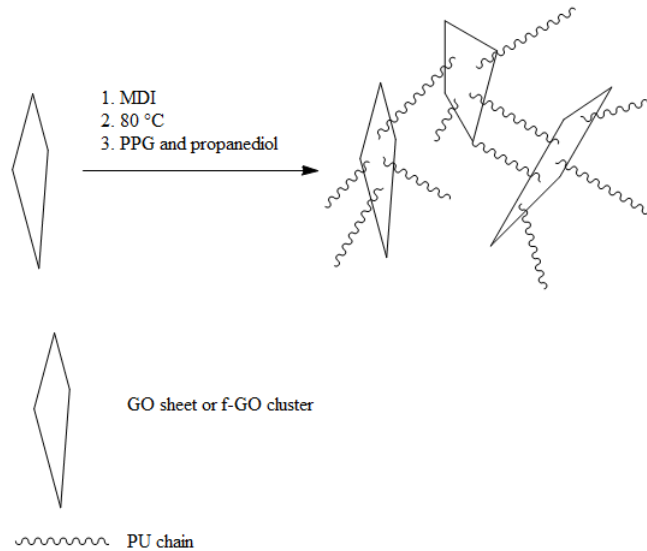 1. MDI
2. 80 °C
3. PPG and propanediol
GO sheet or f-GO cluster
PU chain